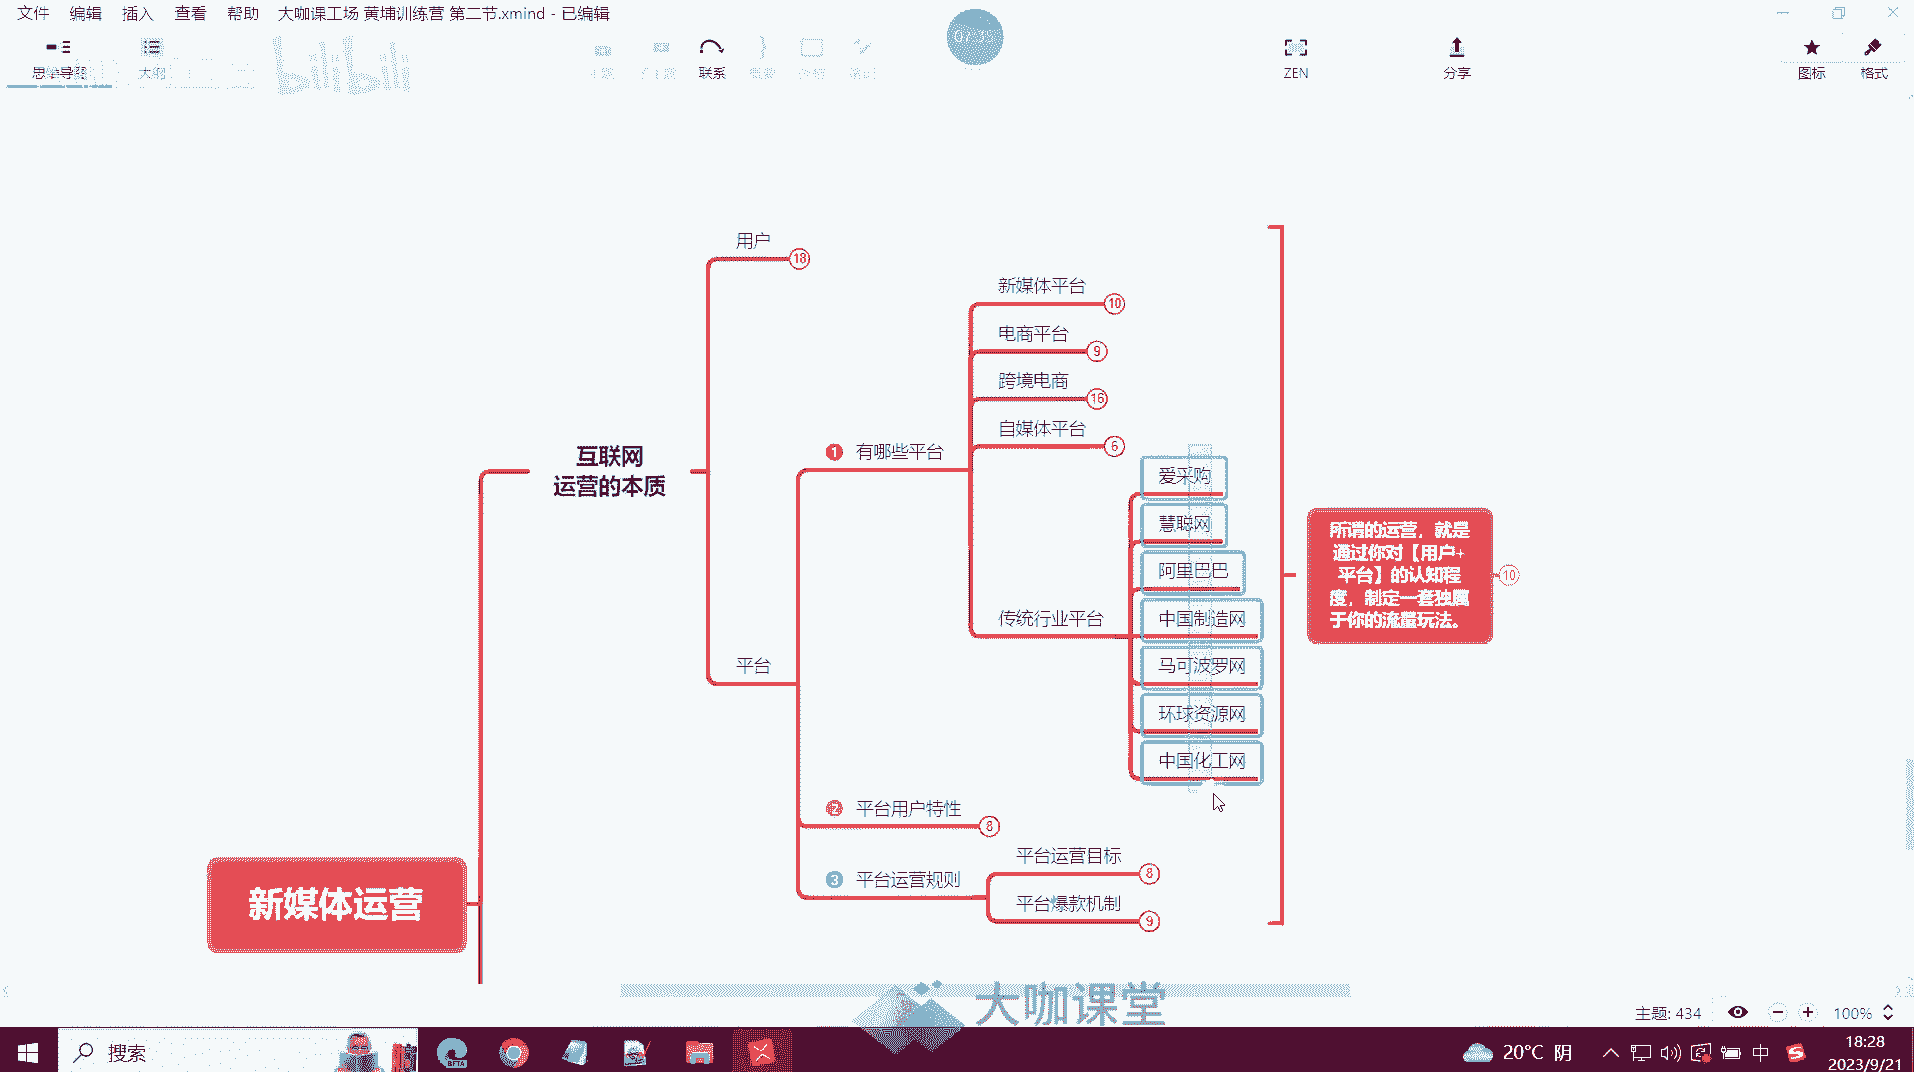 文件 编辑 插入 查看 帮助 大咖课工场 黄埔训练营 第二节.xmind - 已编辑
思维导图 大纲 bilibili 联系 ZEN 分享 图标 格式
用户 18
新媒体平台 10
电商平台 9
跨境电商 16
自媒体平台 6
1 有哪些平台
互联网
运营的本质
爱采购
慧聪网
阿里巴巴
传统行业平台
中国制造网
马可波罗网
环球资源网
中国化工网
所谓的运营，就是
通过你对【用户+
平台】的认知程
度，制定一套独属
于你的流量玩法。
10
平台
2 平台用户特性 8
平台运营目标 8
3 平台运营规则
平台爆款机制 9
新媒体运营
大咖课堂
主题: 434 100%
搜索
BETA
20°C 阴
中
18:28
2023/9/21